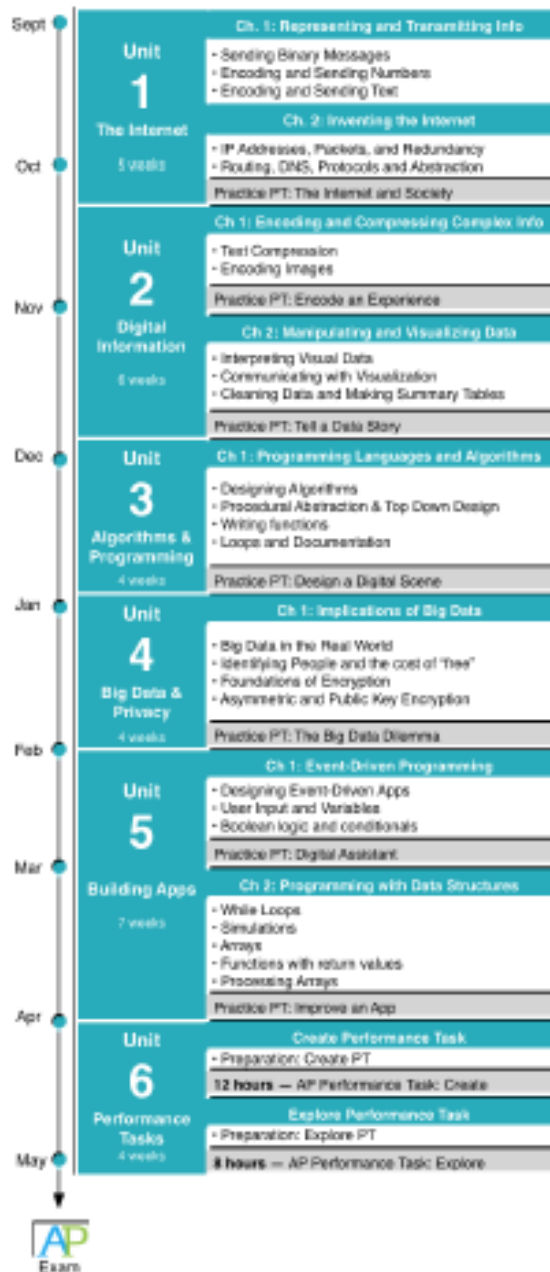 Sept
Unit
1
The Internet
5 weeks
Ch. 1: Representing and Transmitting Info
- Sending Binary Messages
- Encoding and Sending Numbers
- Encoding and Sending Text
Ch. 2: Inventing the Internet
- IP Addresses, Packets, and Redundancy
- Routing, DNS, Protocols and Abstraction
Practice PT: The Internet and Society
Oct
Unit
2
Digital
Information
6 weeks
Ch 1: Encoding and Compressing Complex Info
- Text Compression
- Encoding Images
Practice PT: Encode an Experience
Nov
Ch 2: Manipulating and Visualizing Data
- Interpreting Visual Data
- Communicating with Visualization
- Cleaning Data and Making Summary Tables
Practice PT: Tell a Data Story
Dec
Unit
3
Algorithms &
Programming
4 weeks
Ch 1: Programming Languages and Algorithms
- Designing Algorithms
- Procedural Abstraction & Top Down Design
- Writing functions
- Loops and Documentation
Practice PT: Design a Digital Scene
Jan
Unit
4
Big Data &
Privacy
4 weeks
Ch 1: Implications of Big Data
- Big Data in the Real World
- Identifying People and the cost of "free"
- Foundations of Encryption
- Asymmetric and Public Key Encryption
Practice PT: The Big Data Dilemma
Feb
Unit
5
Building Apps
7 weeks
Ch 1: Event-Driven Programming
- Designing Event-Driven Apps
- User Input and Variables
- Boolean logic and conditionals
Practice PT: Digital Assistant
Mar
Ch 2: Programming with Data Structures
- While Loops
- Simulations
- Arrays
- Functions with return values
- Processing Arrays
Practice PT: Improve an App
Apr
Unit
6
Performance
Tasks
4 weeks
Create Performance Task
- Preparation: Create PT
12 hours — AP Performance Task: Create
Explore Performance Task
- Preparation: Explore PT
8 hours — AP Performance Task: Explore
May
AP
Exam